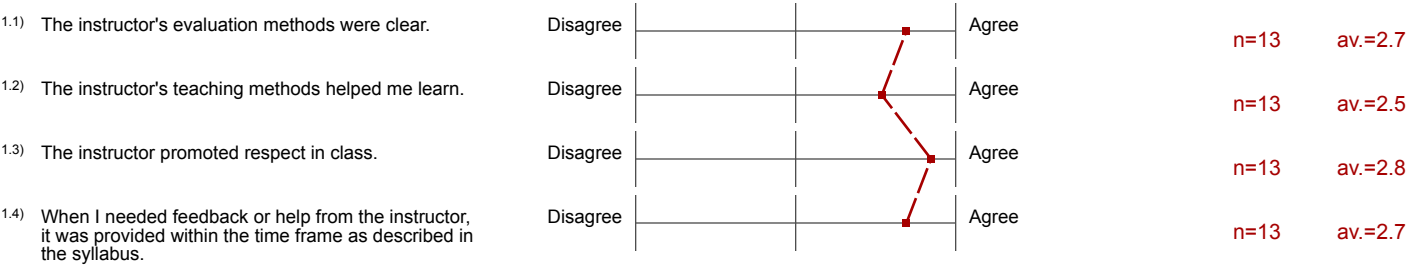 1.1) The instructor's evaluation methods were clear. Disagree Agree n=13 av.=2.7
1.2) The instructor's teaching methods helped me learn. Disagree Agree n=13 av.=2.5
1.3) The instructor promoted respect in class. Disagree Agree n=13 av.=2.8
1.4) When I needed feedback or help from the instructor, Disagree Agree n=13 av.=2.7
it was provided within the time frame as described in
the syllabus.